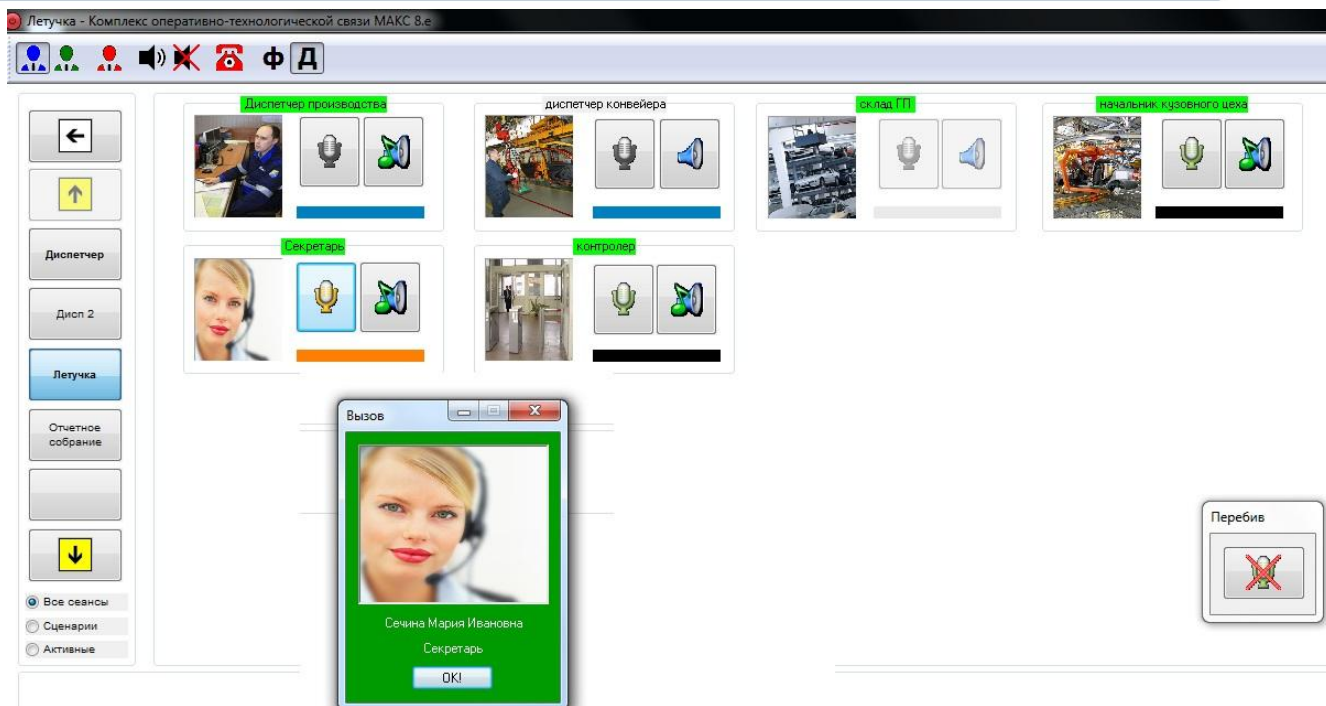 Летучка - Комплекс оперативно-технологической связи МАКС 8.e
Ф Д
Диспетчер производства
диспетчер конвейера
склад ГП
начальник кузовного цеха
Диспетчер
Секретарь
контролер
Дисп 2
Летучка
Вызов
Отчетное
собрание
Перебив
Все сеансы
Сценарии
Сечина Мария Ивановна
Активные
Секретарь
OK!